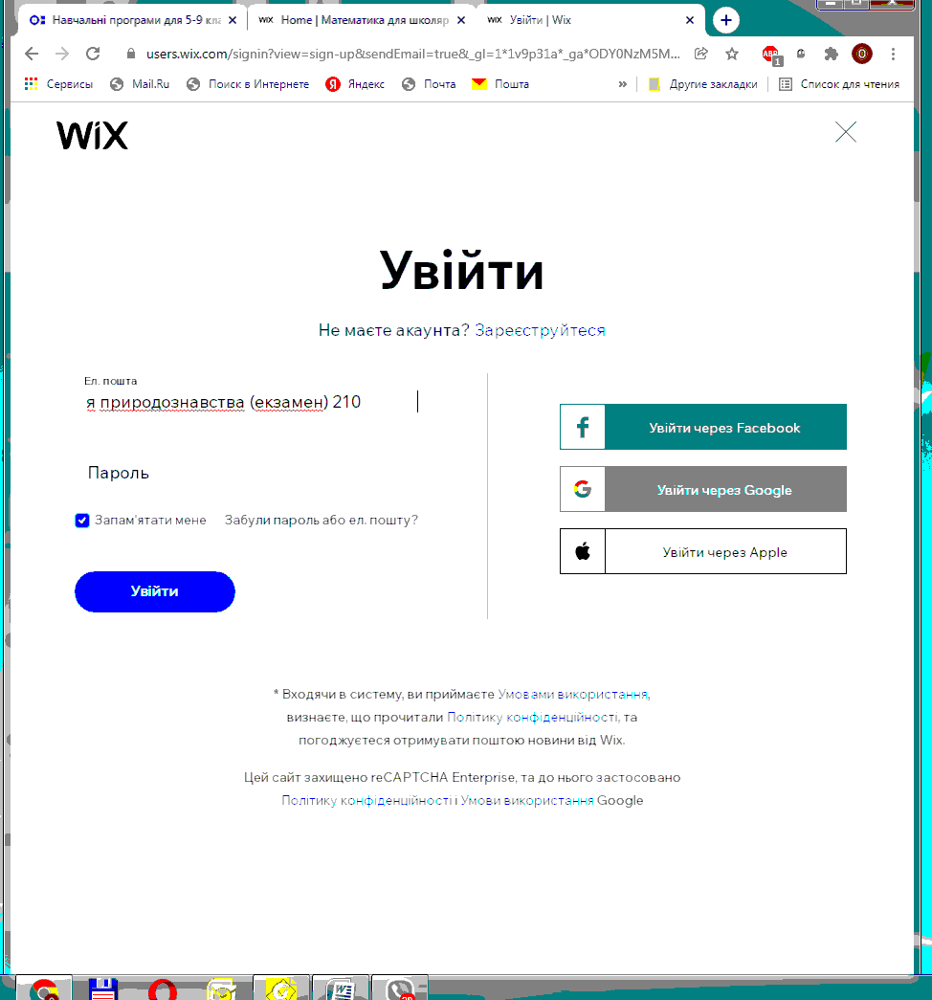 Навчальні програми для 5-9 кла
WiX Home | Математика для школяр
WiX Увійти | Wix
users.wix.com/signin?view=sign-up&sendEmail=true&_gl=1*1v9p31a*_ga*ODY0NzM5M...
ABP
1
O
Сервисы
Mail.Ru
Поиск в Интернете
Яндекс
Почта
Пошта
»
Другие закладки
Список для чтения
WiX
Увійти
Не маєте акаунта? Зареєструйтеся
Ел. пошта
я природознавства (екзамен) 210
Пароль
Запам'ятати мене Забули пароль або ел. пошту?
Увійти
Увійти через Facebook
Увійти через Google
Увійти через Apple
* Входячи в систему, ви приймаєте Умовами використання,
визнаєте, що прочитали Політику конфіденційності, та
погоджуєтеся отримувати поштою новини від Wix.
Цей сайт захищено reCAPTCHA Enterprise, та до нього застосовано
Політику конфіденційності і Умови використання Google